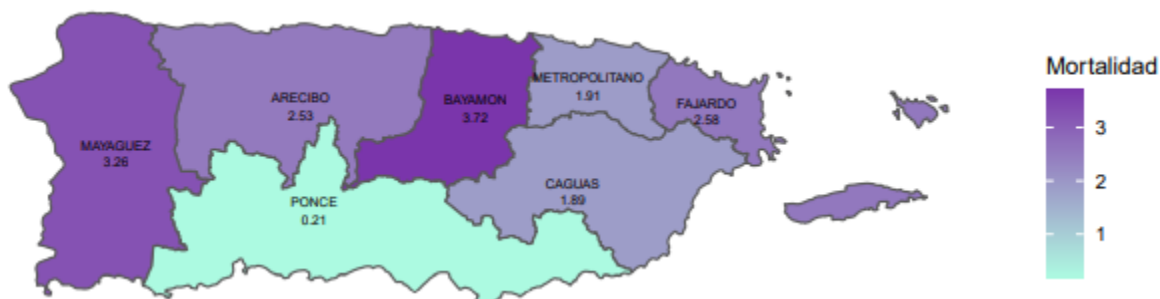 Mortalidad
3
2
1
MAYAGUEZ
3.26
ARECIBO
2.53
BAYAMON
3.72
METROPOLITANO
1.91
FAJARDO
2.58
PONCE
0.21
CAGUAS
1.89